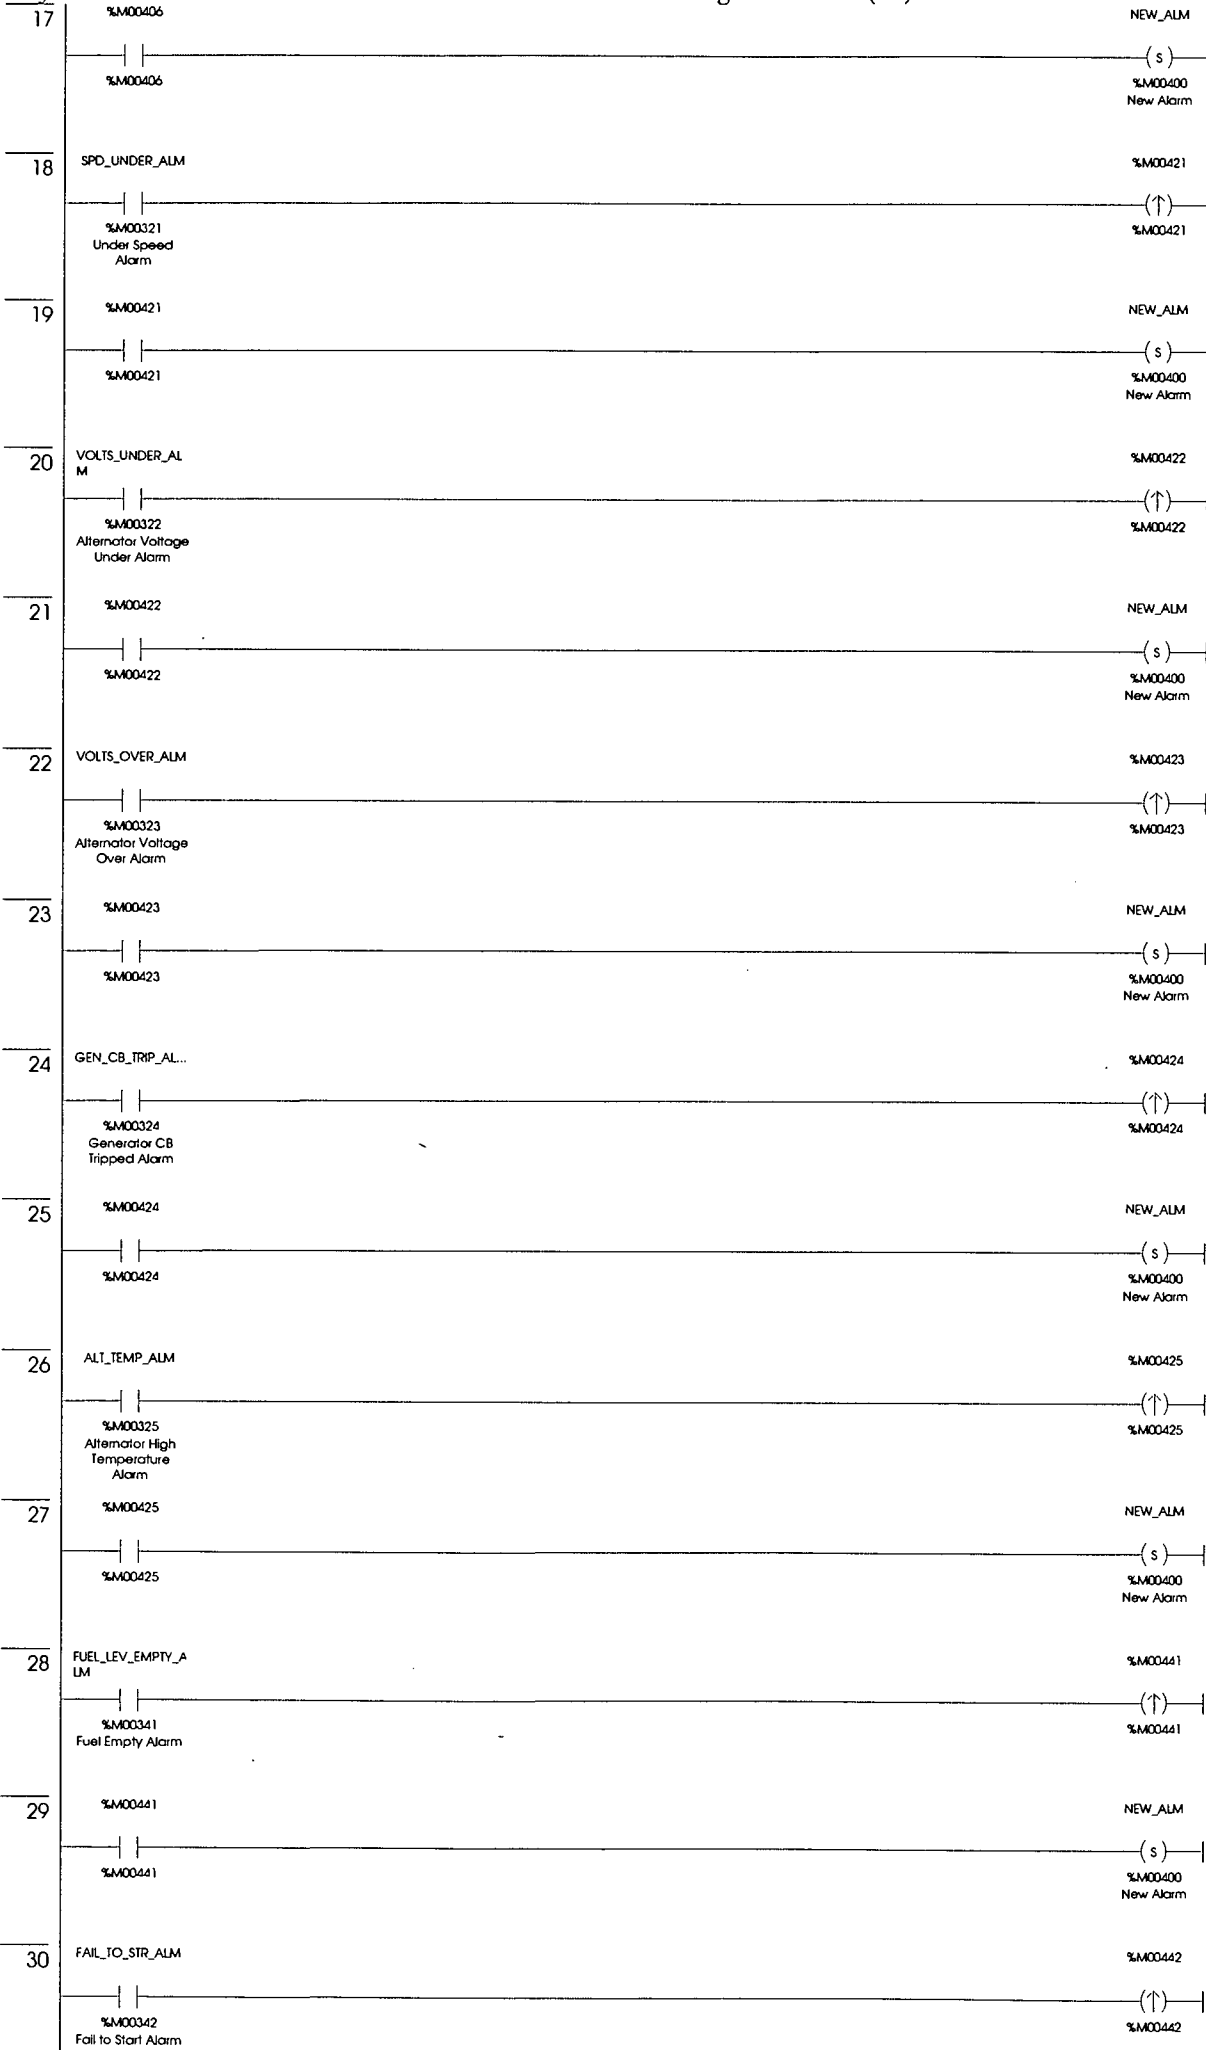 17
%M00406
NEW_ALM
(S)
%M00406
%M00400
New Alarm
18
SPD_UNDER_ALM
%M00421
(↑)
%M00321
Under Speed
Alarm
%M00421
19
%M00421
NEW_ALM
(S)
%M00421
%M00400
New Alarm
20
VOLTS_UNDER_AL
M
%M00422
(↑)
%M00322
Alternator Voltage
Under Alarm
%M00422
21
%M00422
NEW_ALM
(S)
%M00422
%M00400
New Alarm
22
VOLTS_OVER_ALM
%M00423
(↑)
%M00323
Alternator Voltage
Over Alarm
%M00423
23
%M00423
NEW_ALM
(S)
%M00423
%M00400
New Alarm
24
GEN_CB_TRIP_AL...
%M00424
(↑)
%M00324
Generator CB
Tripped Alarm
%M00424
25
%M00424
NEW_ALM
(S)
%M00424
%M00400
New Alarm
26
ALT_TEMP_ALM
%M00425
(↑)
%M00325
Alternator High
Temperature
Alarm
%M00425
27
%M00425
NEW_ALM
(S)
%M00425
%M00400
New Alarm
28
FUEL_LEV_EMPTY_A
LM
%M00441
(↑)
%M00341
Fuel Empty Alarm
%M00441
29
%M00441
NEW_ALM
(S)
%M00441
%M00400
New Alarm
30
FAIL_TO_STR_ALM
%M00442
(↑)
%M00342
Fail to Start Alarm
%M00442